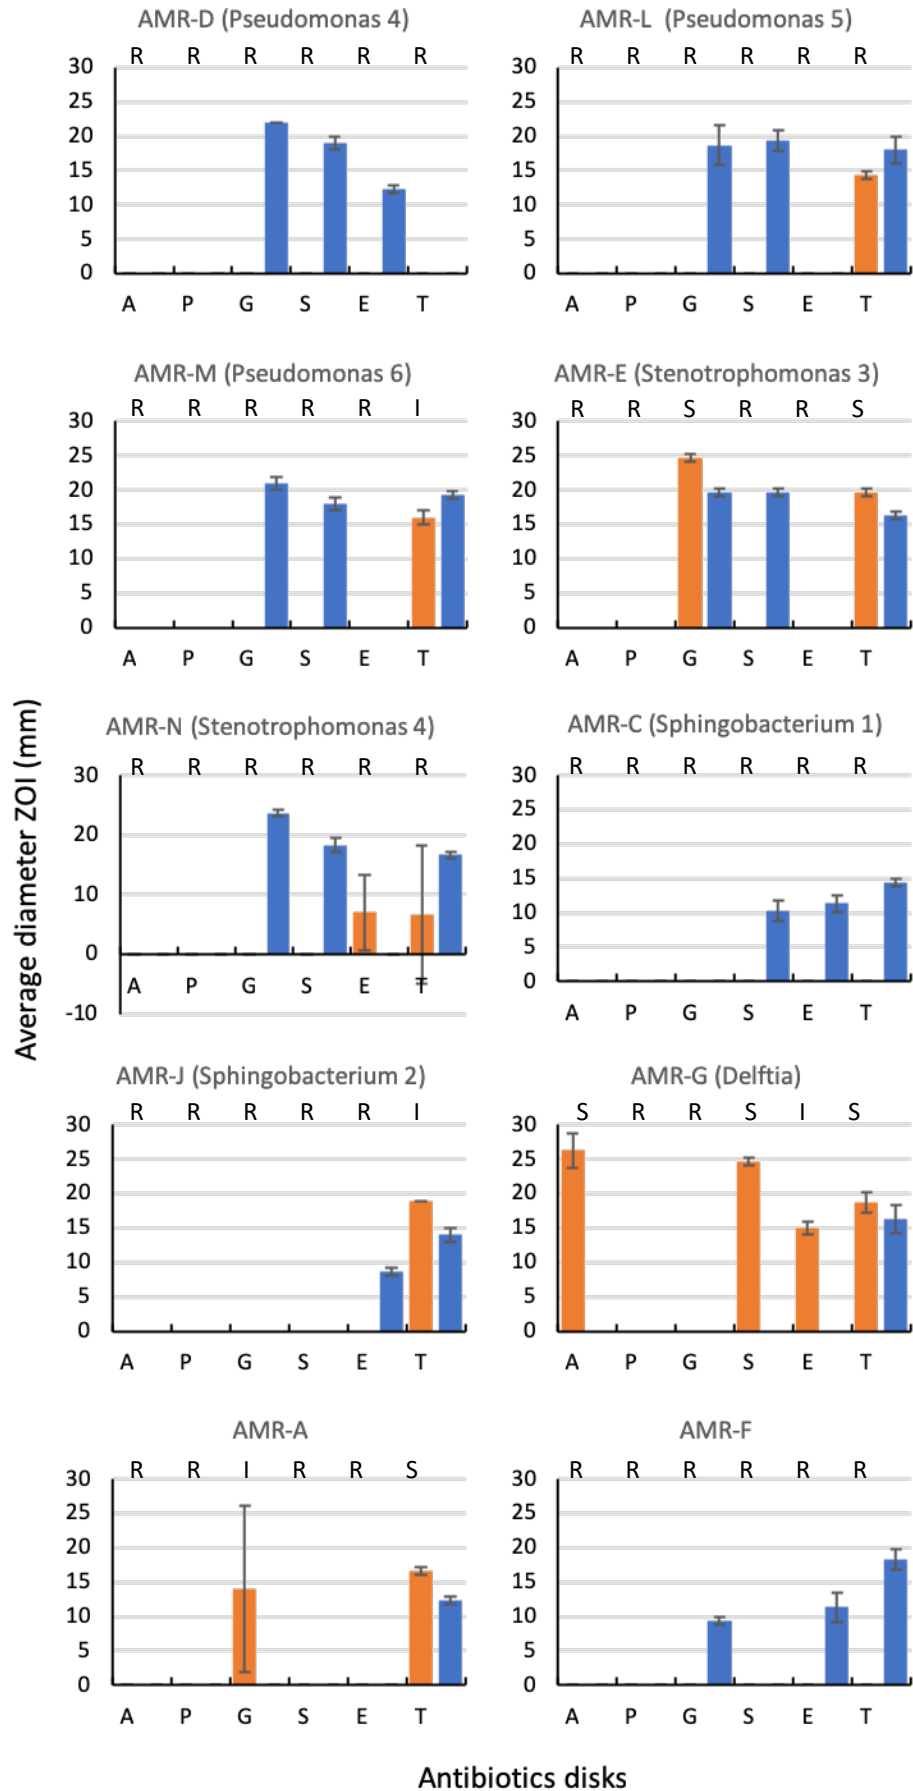 AMR-D (Pseudomonas 4)
R R R R R R
30
25
20
15
10
5
0
A P G S E T
AMR-L (Pseudomonas 5)
R R R R R R
30
25
20
15
10
5
0
A P G S E T
AMR-M (Pseudomonas 6)
R R R R R I
30
25
20
15
10
5
0
A P G S E T
AMR-E (Stenotrophomonas 3)
R R S R R S
30
25
20
15
10
5
0
A P G S E T
Average diameter ZOI (mm)
AMR-N (Stenotrophomonas 4)
R R R R R R
30
20
10
0
A P G S E T
-10
AMR-C (Sphingobacterium 1)
R R R R R R
30
25
20
15
10
5
0
A P G S E T
AMR-J (Sphingobacterium 2)
R R R R R I
30
25
20
15
10
5
0
A P G S E T
AMR-G (Delftia)
S R R S I S
30
25
20
15
10
5
0
A P G S E T
AMR-A
R R I R R S
30
25
20
15
10
5
0
A P G S E T
AMR-F
R R R R R R
30
25
20
15
10
5
0
A P G S E T
Antibiotics disks